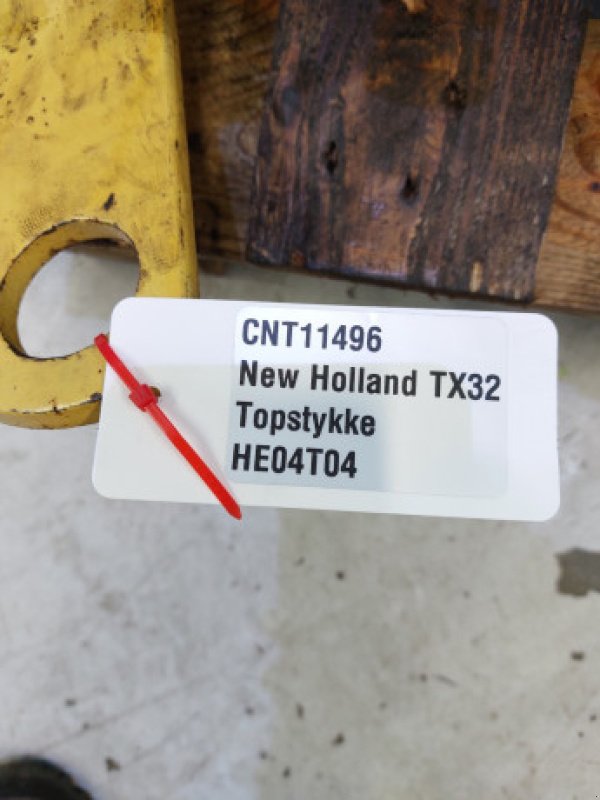 CNT11496
New Holland TX32
Topstykke
HE04T04